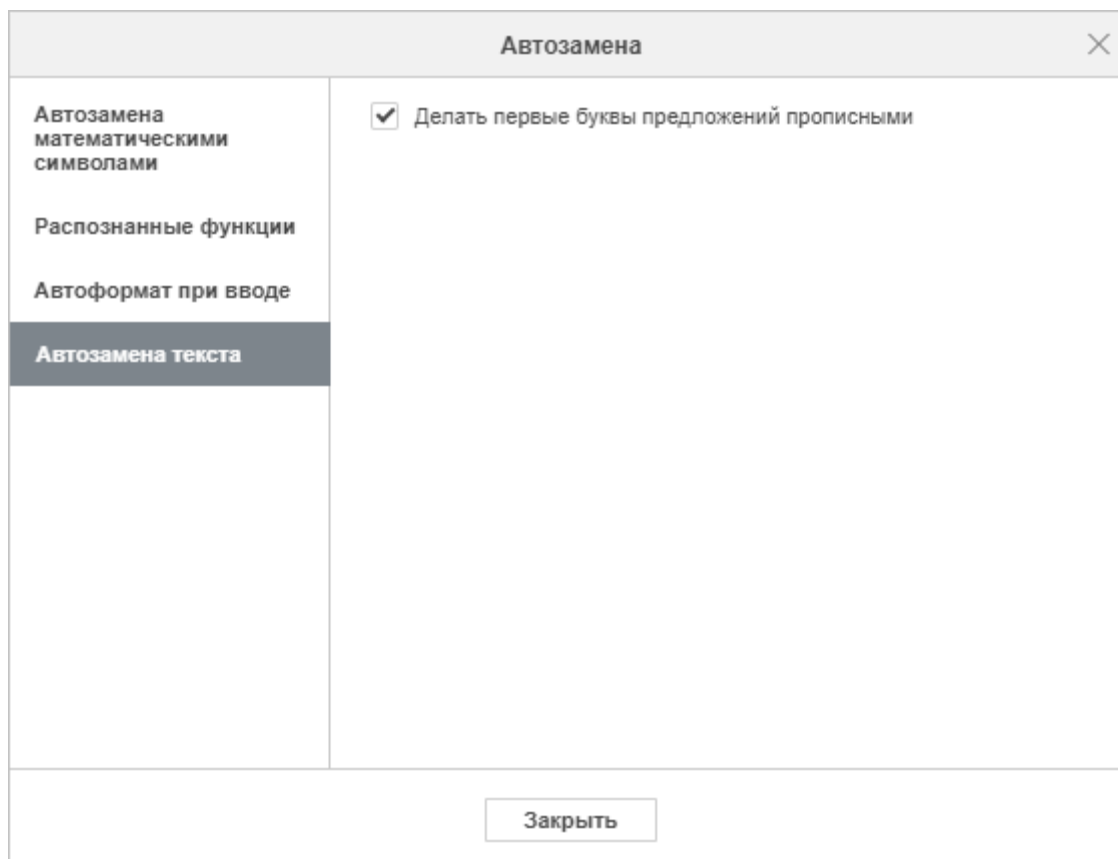 Автозамена
Автозамена
математическими
символами
Распознанные функции
Автоформат при вводе
Автозамена текста
Делать первые буквы предложений прописными
Закрыть